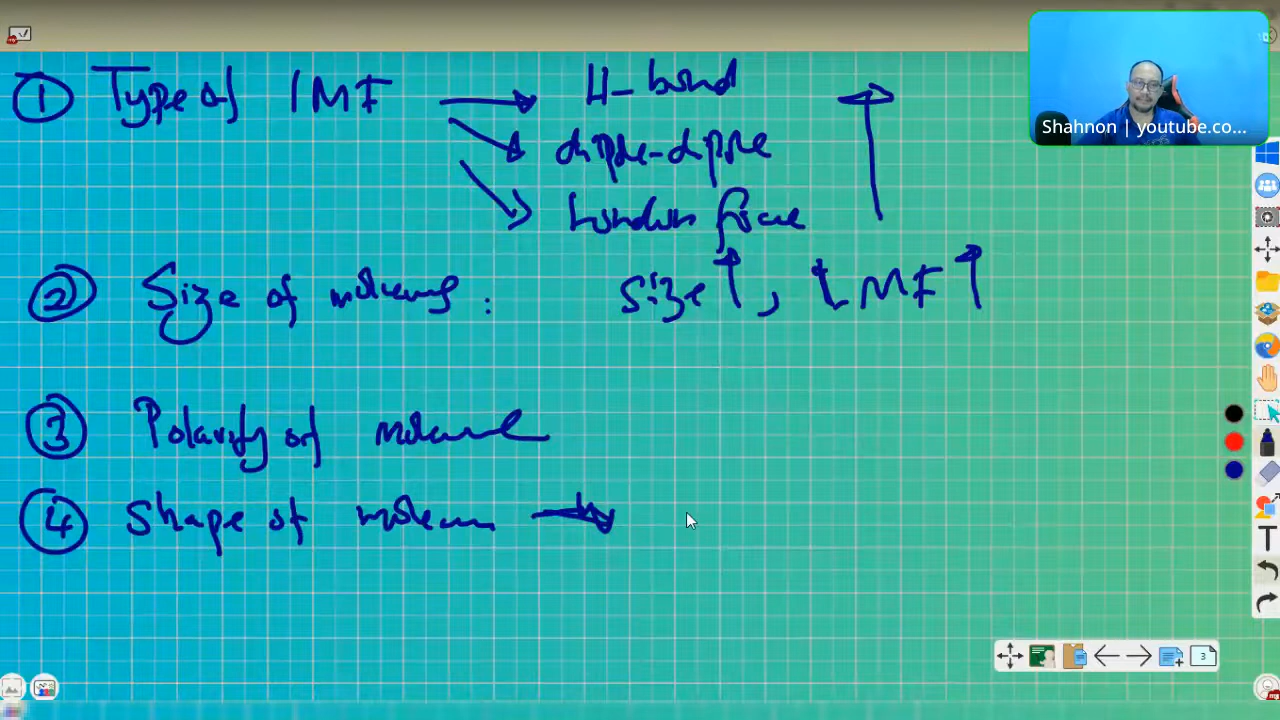 ① Type of IMF → H-bond
dipole-dipole
London force
② Size of molecule : Size ↑, IMF ↑
③ Polarity of molecule
④ Shape of molecule →
Shahnon | youtube.co...
3